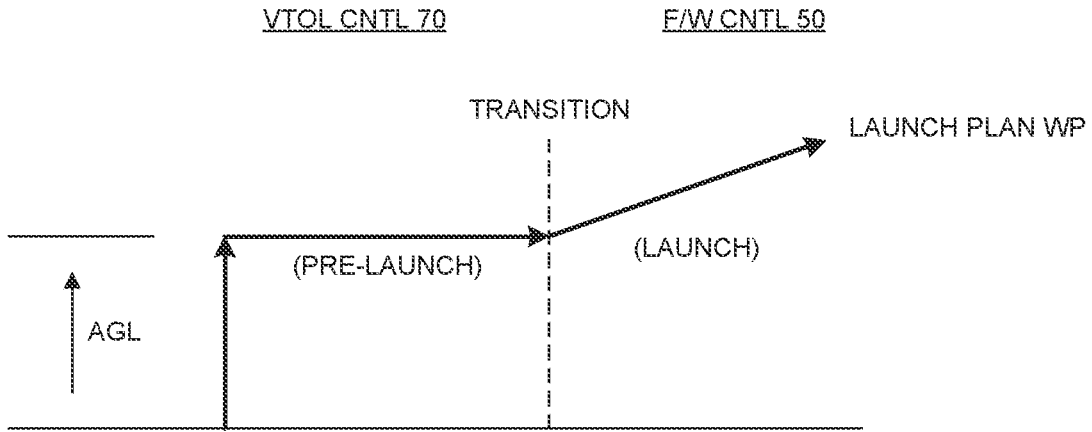 VTOL CNTL 70
F/W CNTL 50
TRANSITION
LAUNCH PLAN WP
(PRE-LAUNCH)
(LAUNCH)
AGL